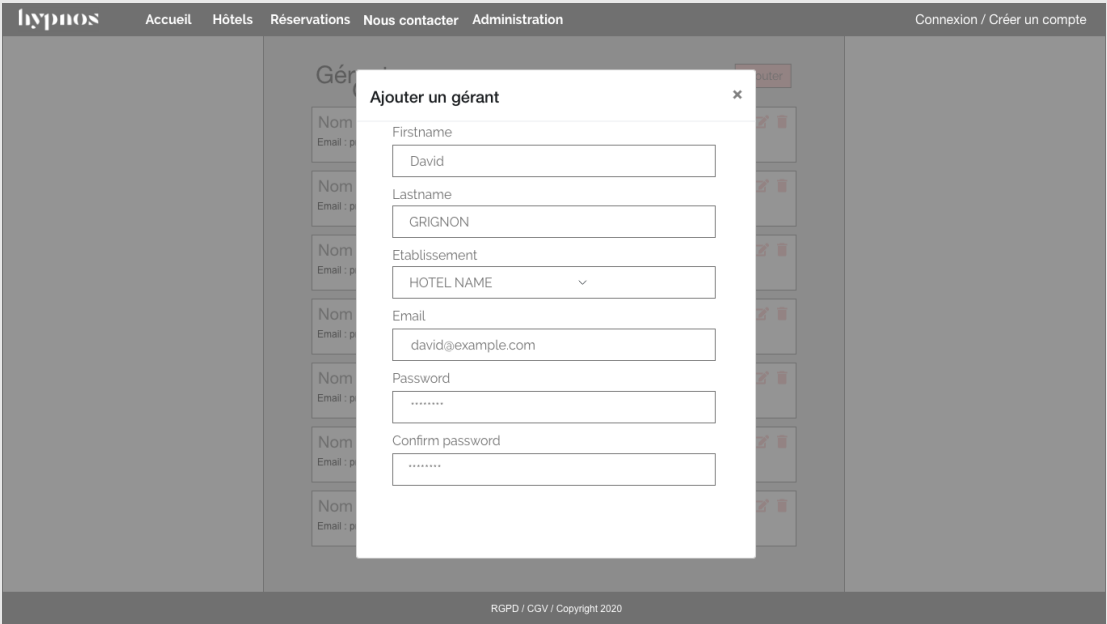 hypnos Accueil Hôtels Réservations Nous contacter Administration Connexion / Créer un compte
Ajouter un gérant ×
Firstname
David
Lastname
GRIGNON
Etablissement
HOTEL NAME
Email
david@example.com
Password
********
Confirm password
********
Nom
Email :
Nom
Email :
Nom
Email :
Nom
Email :
Nom
Email :
Nom
Email :
Nom
Email :
RGPD / CGV / Copyright 2020